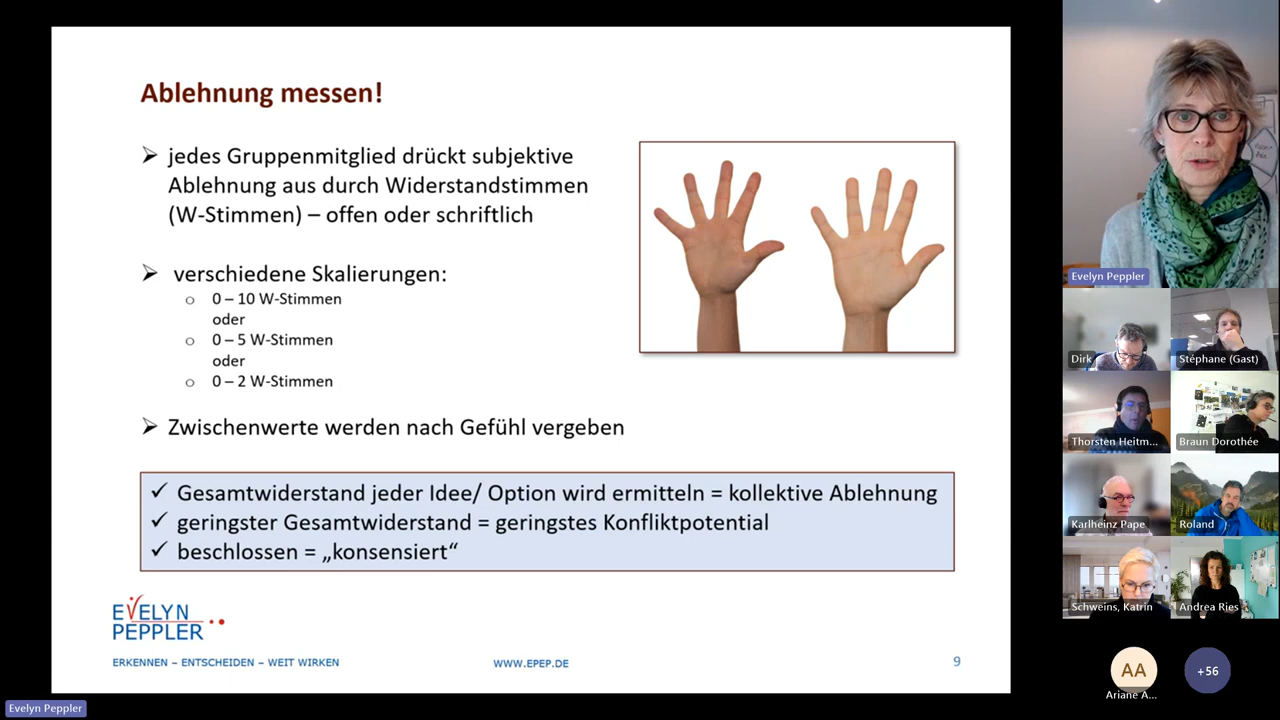 Ablehnung messen!
jedes Gruppenmitglied drückt subjektive
Ablehnung aus durch Widerstandstimmen
(W-Stimmen) – offen oder schriftlich
verschiedene Skalierungen:
0 – 10 W-Stimmen
oder
0 – 5 W-Stimmen
oder
0 – 2 W-Stimmen
Zwischenwerte werden nach Gefühl vergeben
Gesamtwiderstand jeder Idee/ Option wird ermitteln = kollektive Ablehnung
geringster Gesamtwiderstand = geringstes Konfliktpotential
beschlossen = „konsensiert“
EVELYN
PEPPLER
ERKENNEN – ENTSCHEIDEN – WEIT WIRKEN
WWW.EPEP.DE
9
Evelyn Peppler
Evelyn Peppler
Dirk
Stéphane (Gast)
Thorsten Heitm...
Braun Dorothée
Karlheinz Pape
Roland
Schweins, Katrin
Andrea Ries
AA
Ariane A...
+56